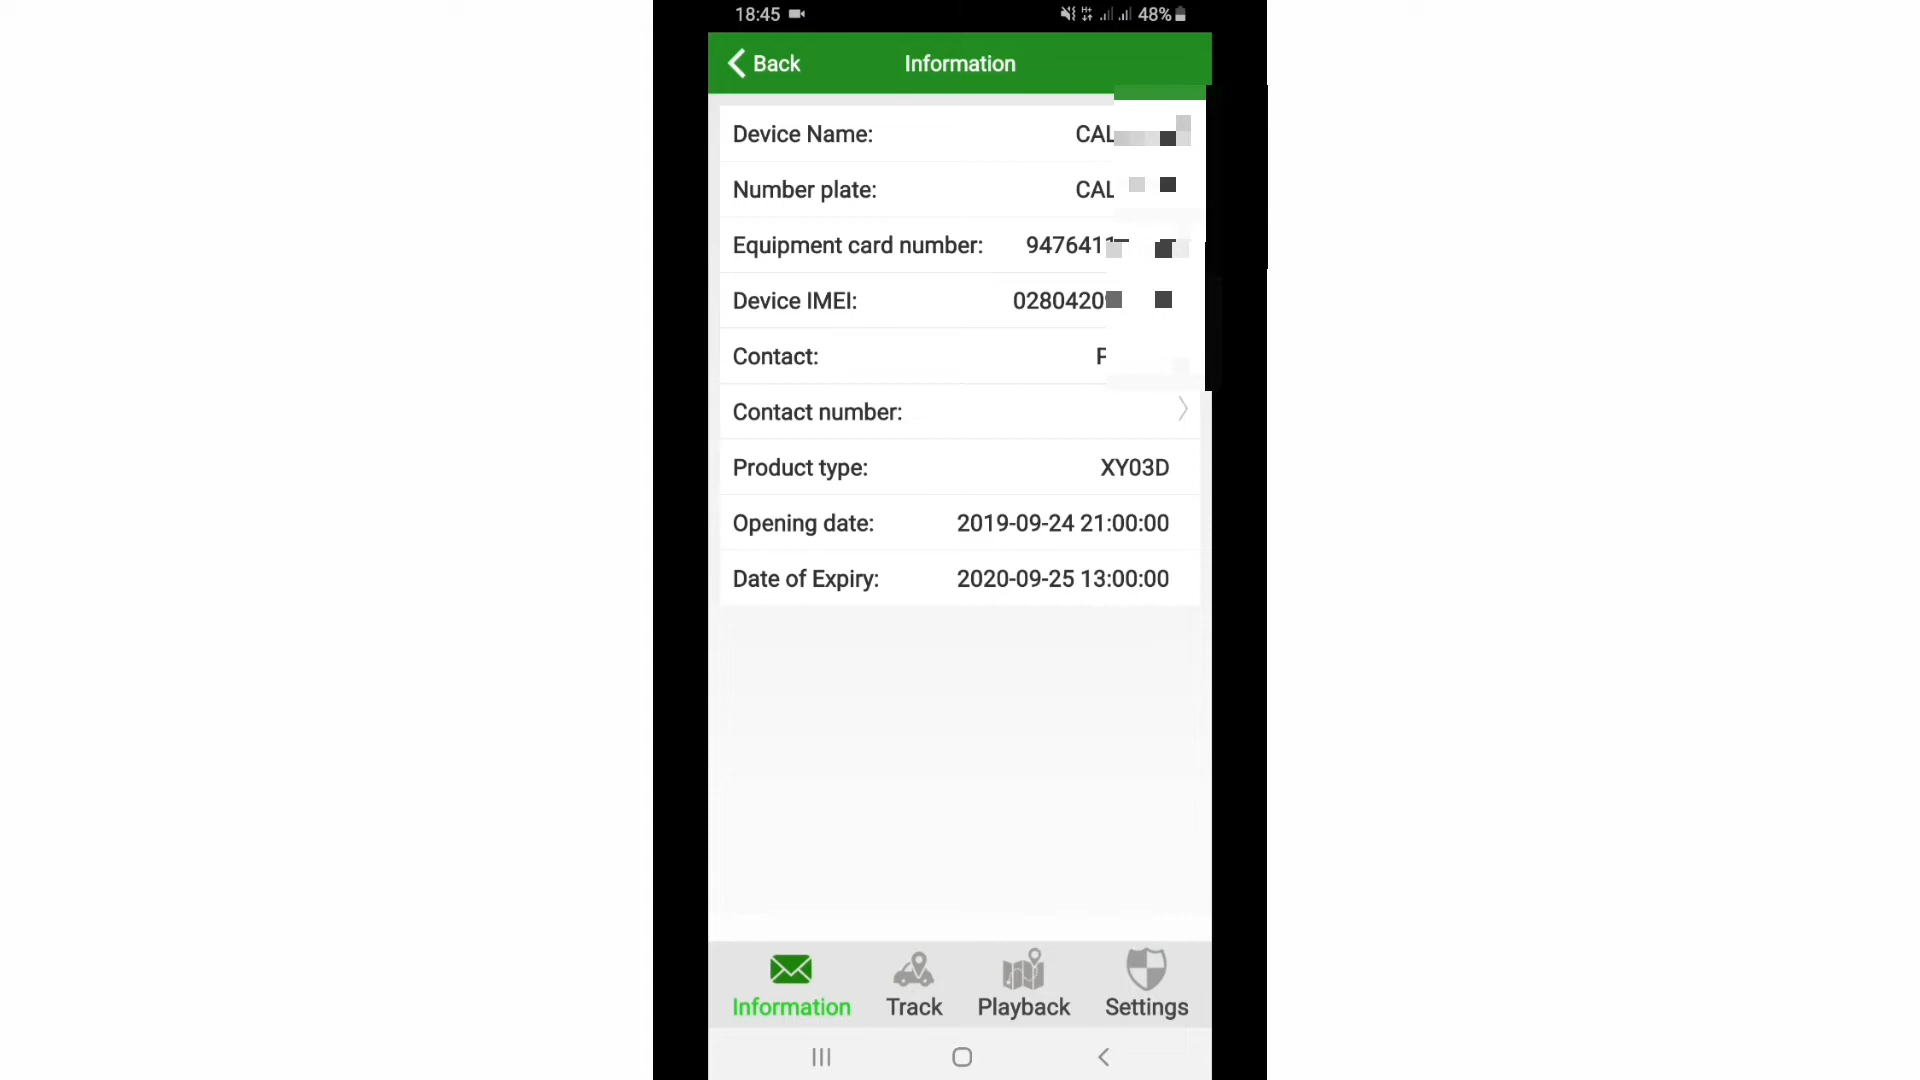 18:45 48%
Back Information
Device Name: CAL
Number plate: CAL
Equipment card number: 947641
Device IMEI: 028042
Contact:
Contact number:
Product type: XY03D
Opening date: 2019-09-24 21:00:00
Date of Expiry: 2020-09-25 13:00:00
Information Track Playback Settings